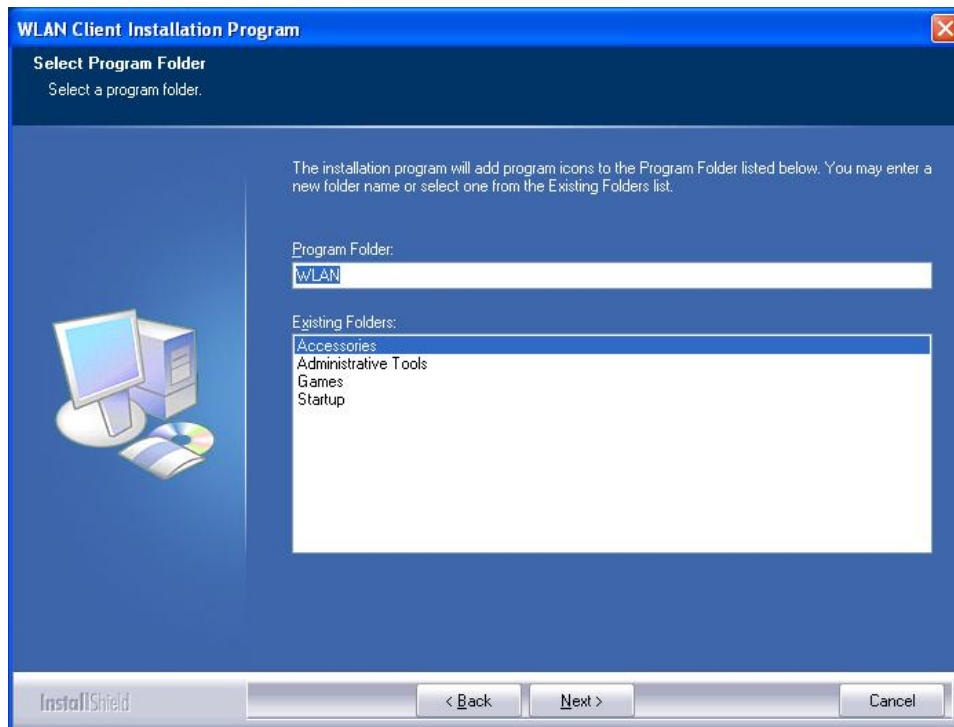 WLAN Client Installation Program
Select Program Folder
Select a program folder.
The installation program will add program icons to the Program Folder listed below. You may enter a
new folder name or select one from the Existing Folders list.
Program Folder:
WLAN
Existing Folders:
Accessories
Administrative Tools
Games
Startup
InstallShield
< Back
Next >
Cancel